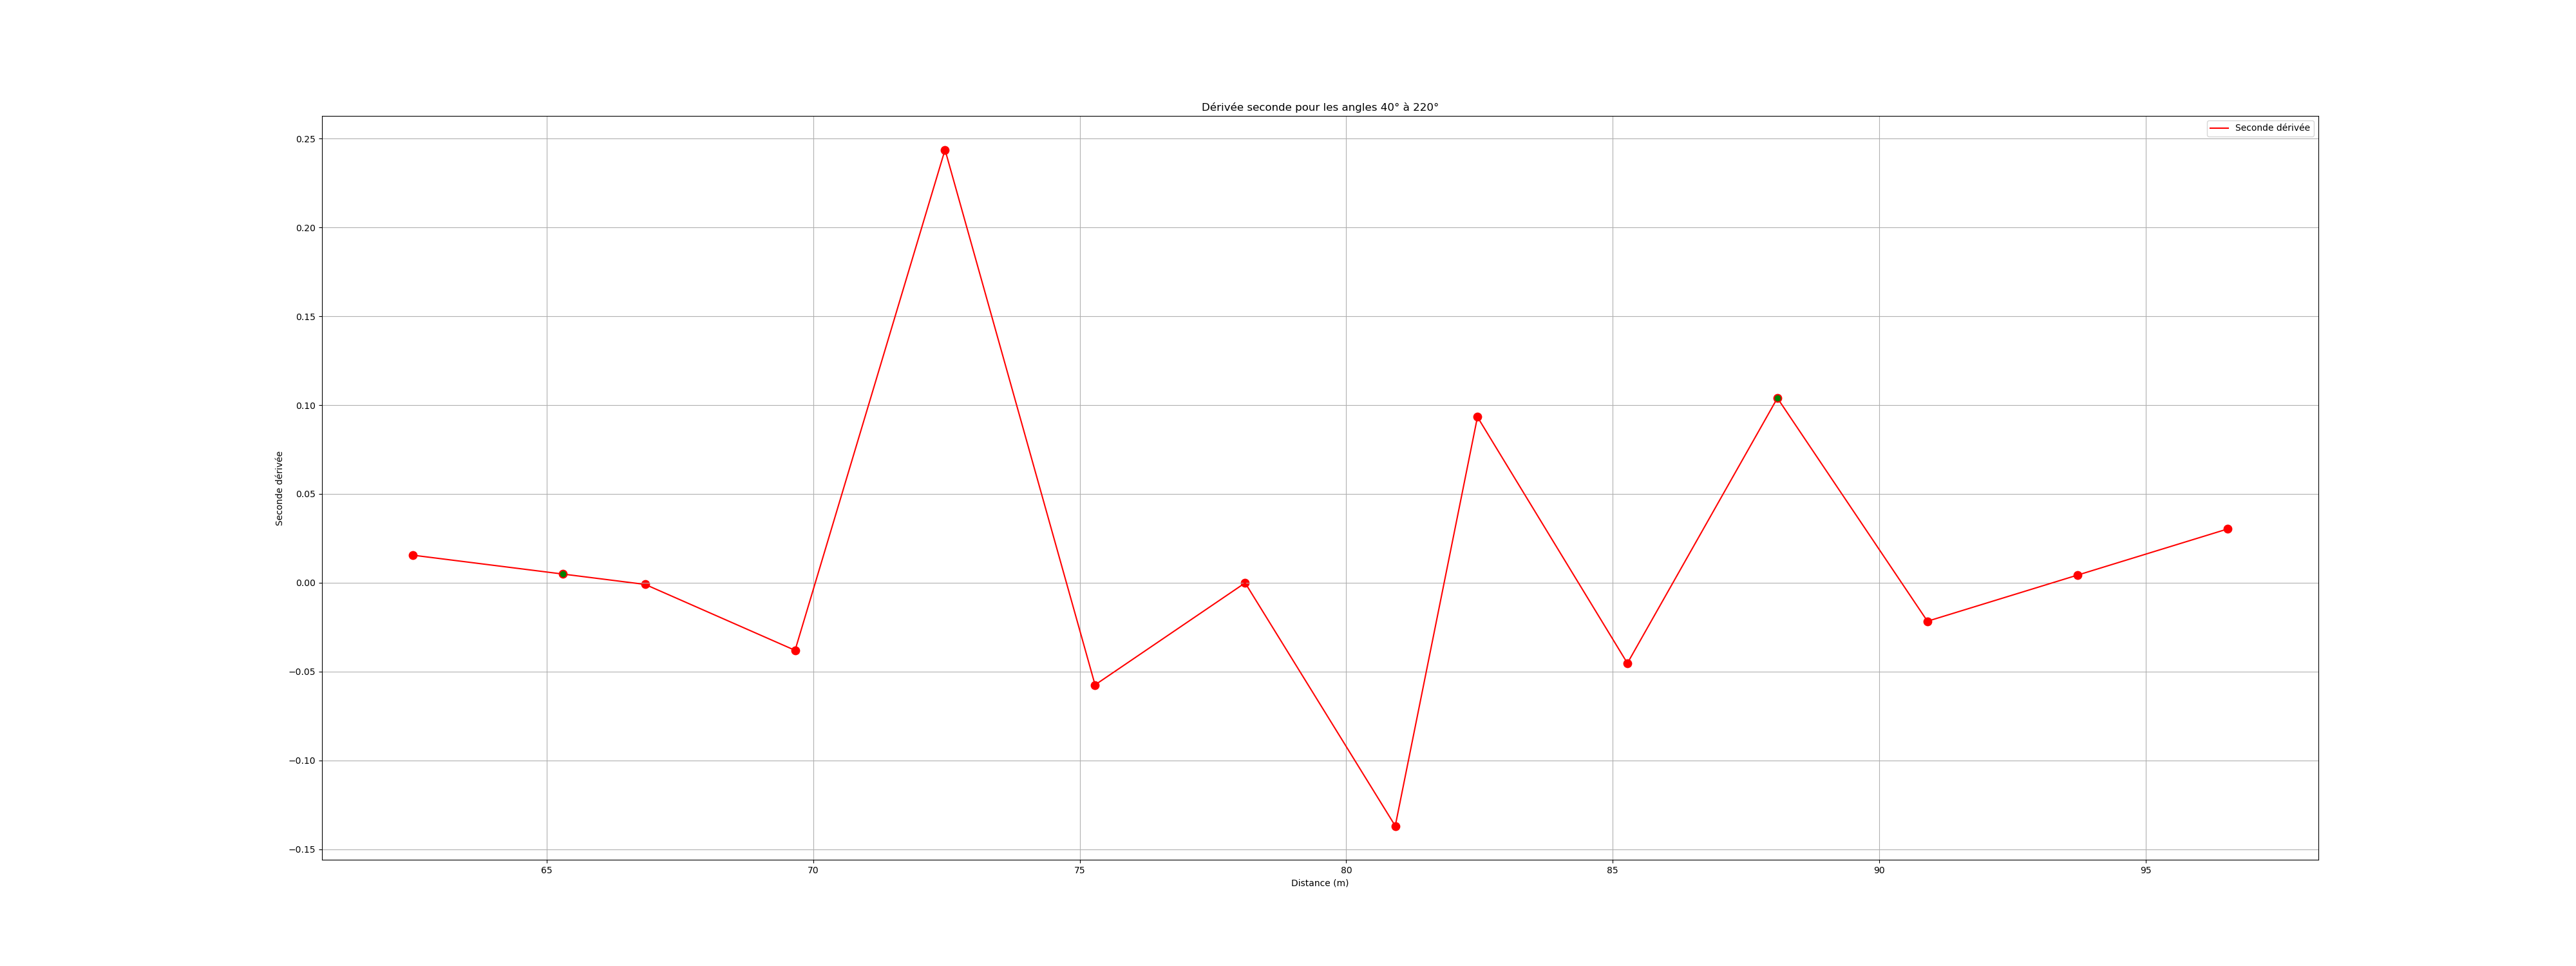 Dérivée seconde pour les angles 40° à 220°
Seconde dérivée
0.25
0.20
0.15
0.10
0.05
0.00
−0.05
−0.10
−0.15
Seconde dérivée
65 70 75 80 85 90 95
Distance (m)